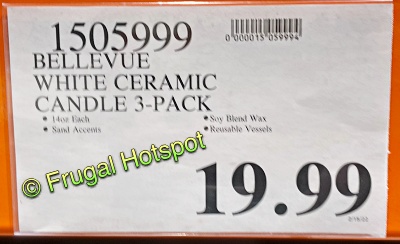 1505999
0 000015 059994
BELLEVUE
WHITE CERAMIC
CANDLE 3-PACK
* 14oz Each
* Sand Accents
* Soy Blend Wax
* Reusable Vessels
© Frugal Hotspot
19.99